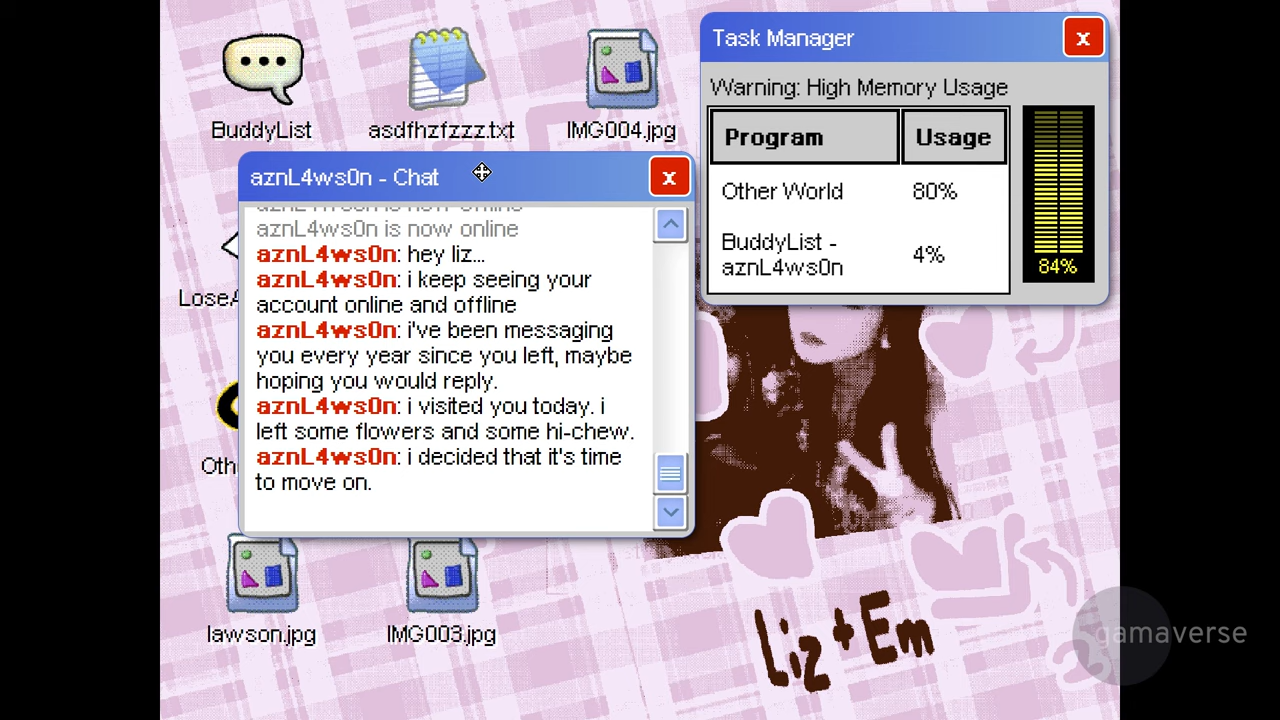 Task Manager
x
Warning: High Memory Usage
Program Usage
Other World 80%
BuddyList -
aznL4ws0n 4%
84%
BuddyList
asdfhzfzzz.txt
IMG004.jpg
aznL4ws0n - Chat
x
aznL4ws0n is now online
aznL4ws0n: hey liz...
aznL4ws0n: i keep seeing your
account online and offline
aznL4ws0n: i've been messaging
you every year since you left, maybe
hoping you would reply.
aznL4ws0n: i visited you today. i
left some flowers and some hi-chew.
aznL4ws0n: i decided that it's time
to move on.
lawson.jpg
IMG003.jpg
Liz + Em
gamaverse